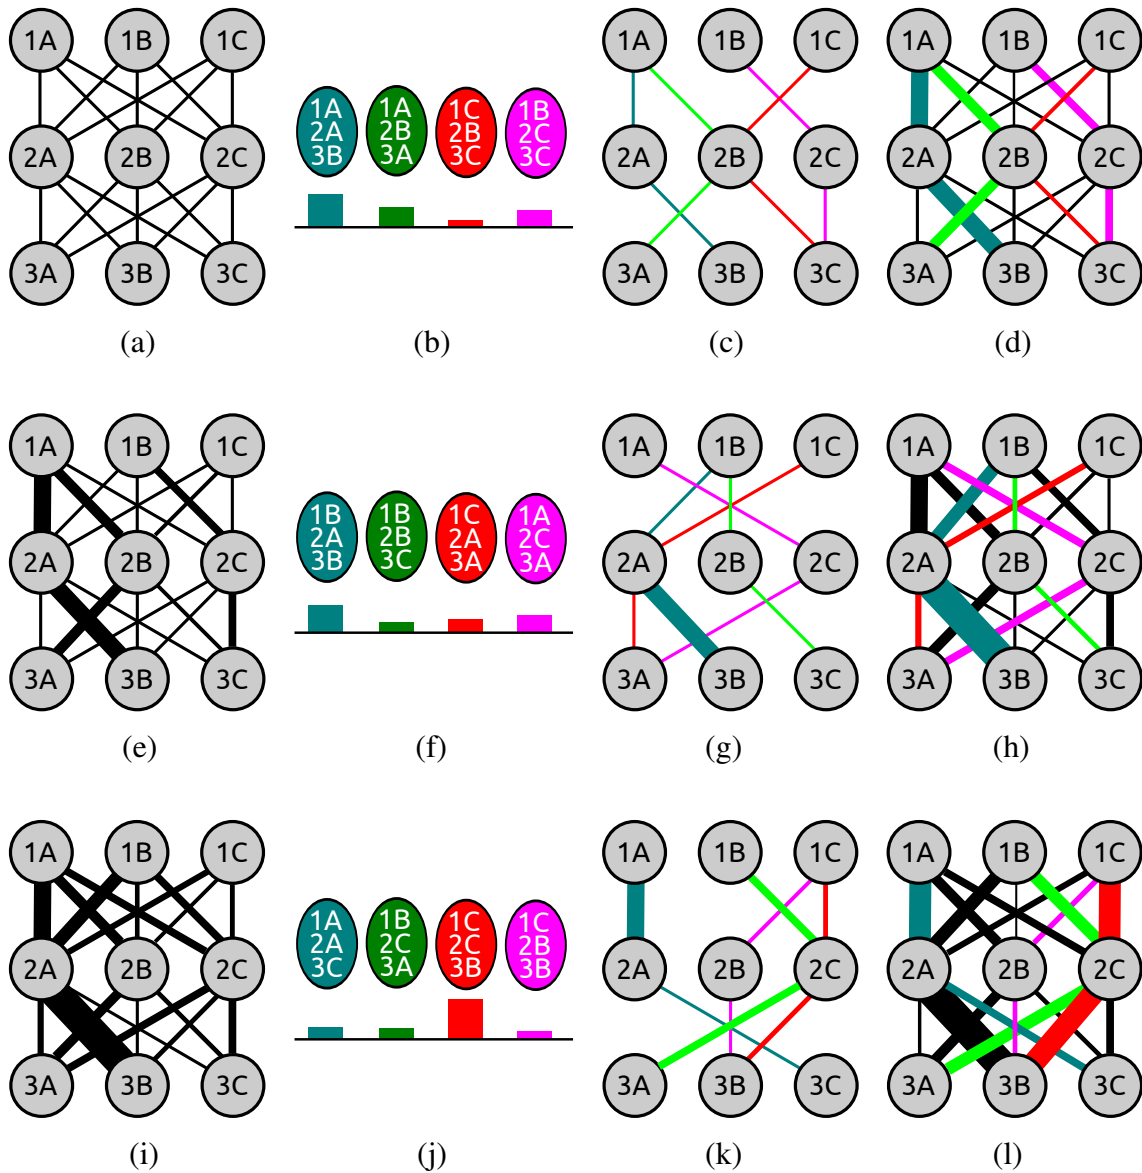 1A 1B 1C 1A 1B 1C 1A 1B 1C
1A 1A 1C 1B
2A 2B 2B 2C
3B 3A 3C 3C
2A 2B 2C 2A 2B 2C 2A 2B 2C
3A 3B 3C 3A 3B 3C 3A 3B 3C
(a) (b) (c) (d)
1A 1B 1C 1A 1B 1C 1A 1B 1C
1B 1B 1C 1A
2A 2B 2A 2C
3B 3C 3A 3A
2A 2B 2C 2A 2B 2C 2A 2B 2C
3A 3B 3C 3A 3B 3C 3A 3B 3C
(e) (f) (g) (h)
1A 1B 1C 1A 1B 1C 1A 1B 1C
1A 1B 1C 1C
2A 2C 2C 2B
3C 3A 3B 3B
2A 2B 2C 2A 2B 2C 2A 2B 2C
3A 3B 3C 3A 3B 3C 3A 3B 3C
(i) (j) (k) (l)